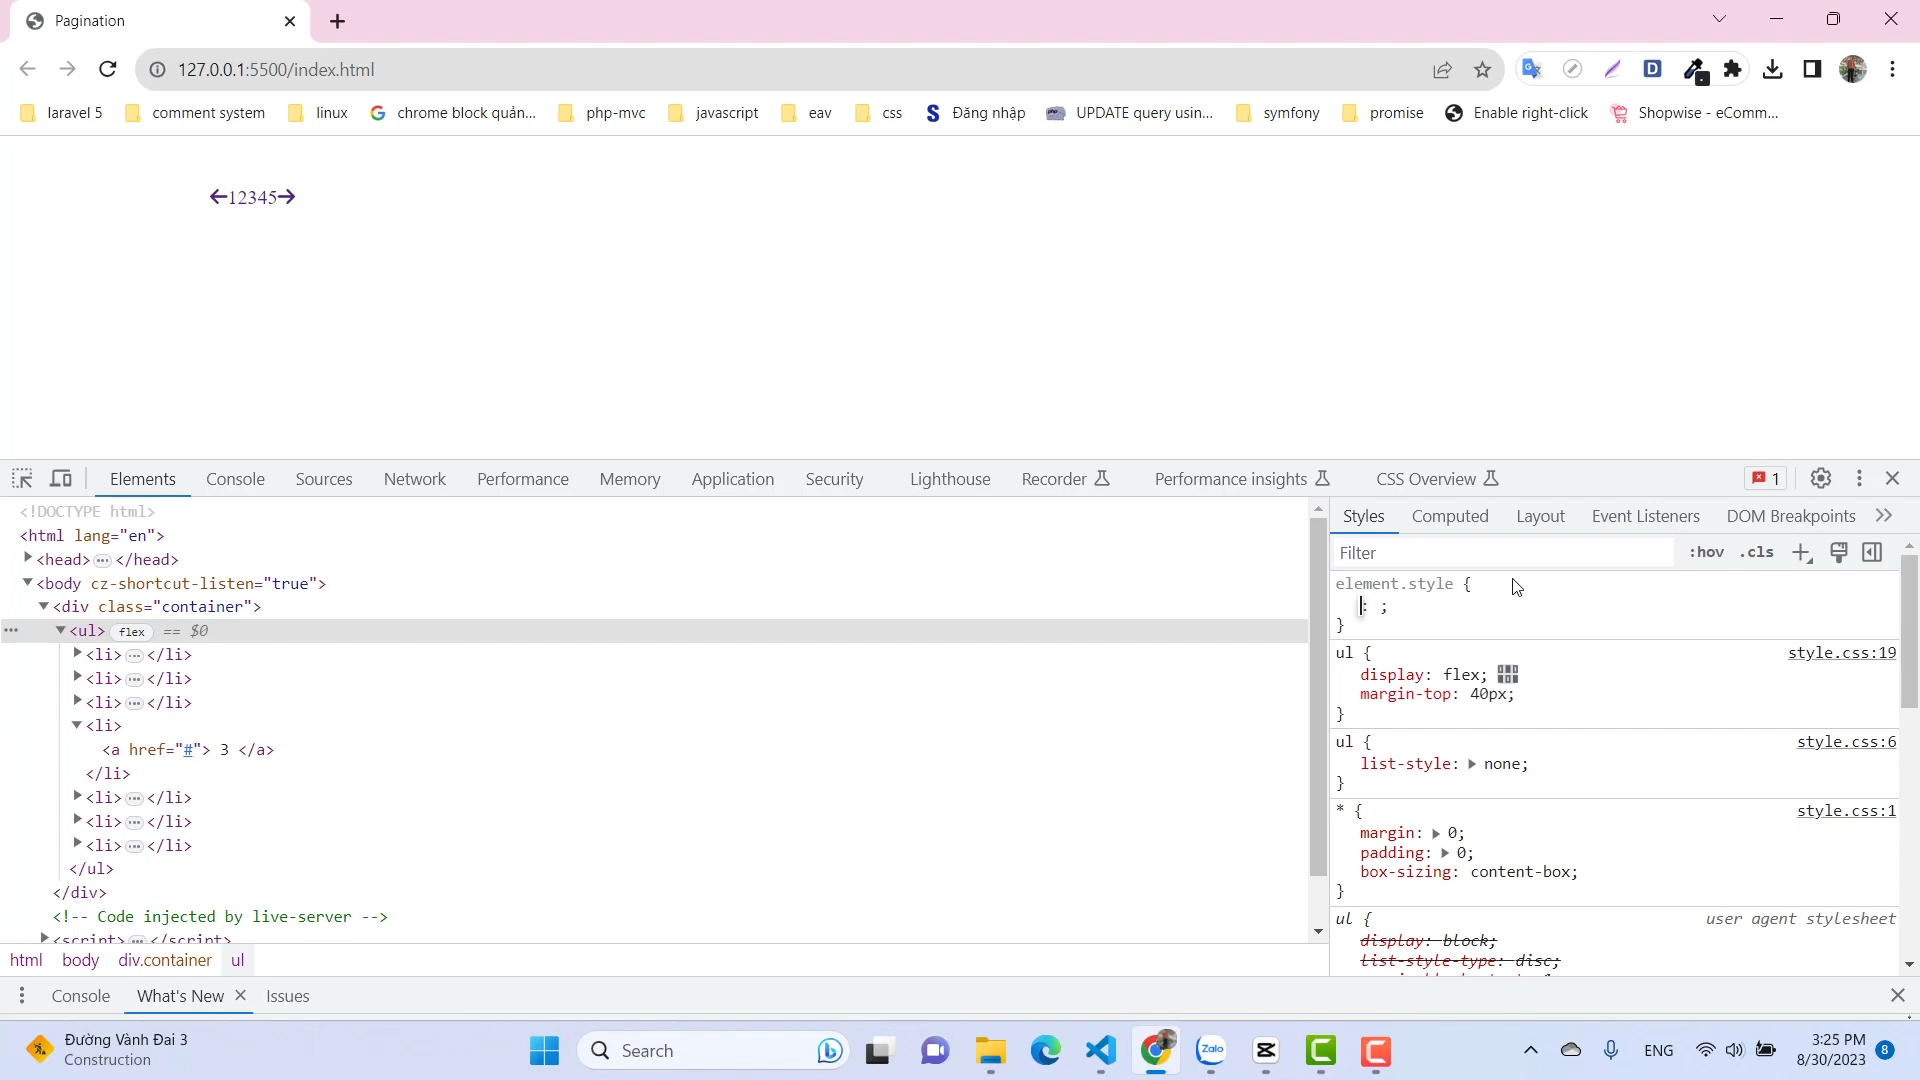 Pagination
127.0.0.1:5500/index.html
laravel 5 comment system linux chrome block quản... php-mvc javascript eav css Đăng nhập UPDATE query usin... symfony promise Enable right-click Shopwise - eComm...
12345
Elements Console Sources Network Performance Memory Application Security Lighthouse Recorder Performance insights CSS Overview 1
<!DOCTYPE html>
<html lang="en">
<head> ••• </head>
<body cz-shortcut-listen="true">
<div class="container">
••• <ul> flex == $0
<li> ••• </li>
<li> ••• </li>
<li> ••• </li>
<li>
<a href="#"> 3 </a>
</li>
<li> ••• </li>
<li> ••• </li>
<li> ••• </li>
</ul>
</div>
<!-- Code injected by live-server -->
<script> ••• </script>
html body div.container ul
Styles Computed Layout Event Listeners DOM Breakpoints
Filter :hov .cls
element.style {
: ;
}
ul { style.css:19
display: flex;
margin-top: 40px;
}
ul { style.css:6
list-style: none;
}
* { style.css:1
margin: 0;
padding: 0;
box-sizing: content-box;
}
ul { user agent stylesheet
display: block;
list-style-type: disc;
Console What's New Issues
Đường Vành Đai 3
Construction
Search
Zalo
ENG
3:25 PM
8/30/2023
8